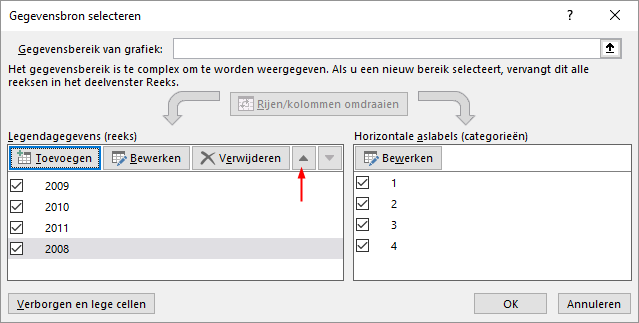 Gegevensbron selecteren
Gegevensbereik van grafiek:
Het gegevensbereik is te complex om te worden weergegeven. Als u een nieuw bereik selecteert, vervangt dit alle
reeksen in het deelvenster Reeks.
Rijen/kolommen omdraaien
Legendagegevens (reeks)
Toevoegen Bewerken Verwijderen
2009
2010
2011
2008
Horizontale aslabels (categorieën)
Bewerken
1
2
3
4
Verborgen en lege cellen
OK Annuleren